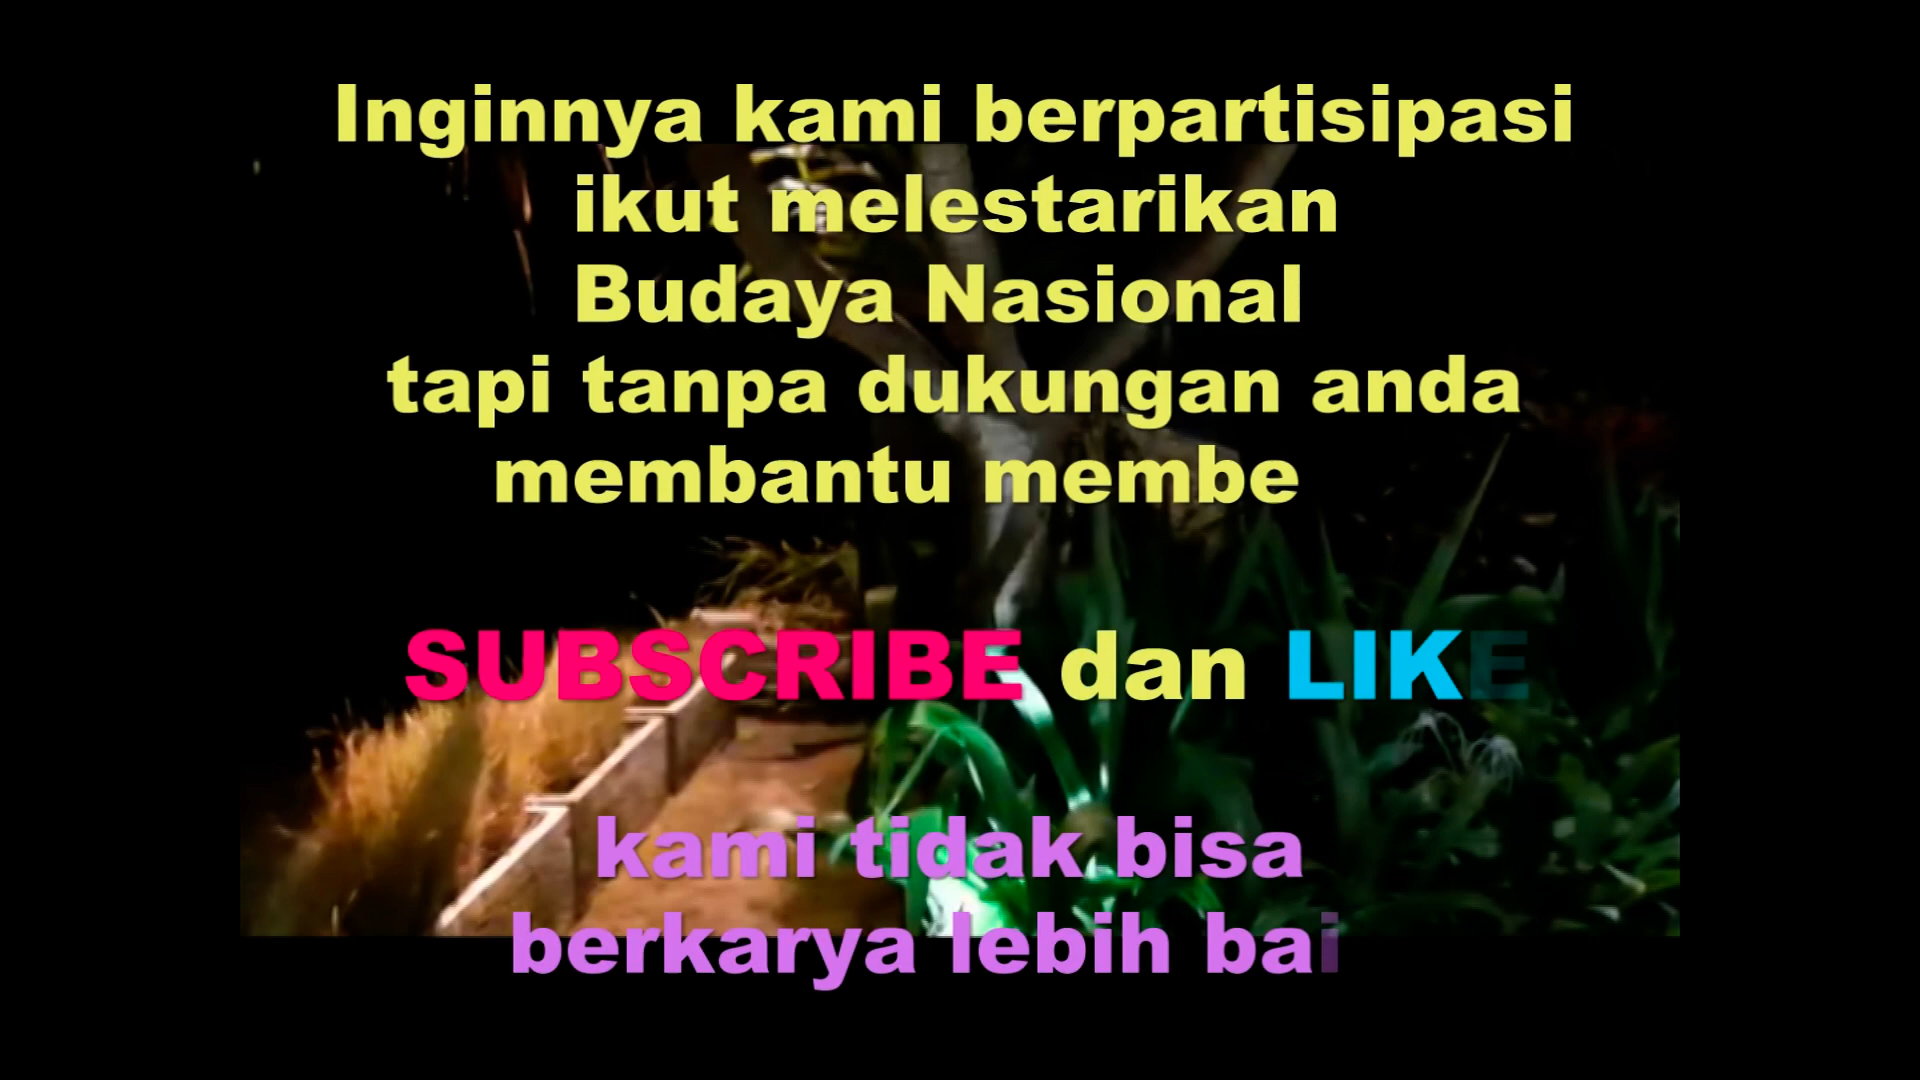 Inginnya kami berpartisipasi
ikut melestarikan
Budaya Nasional
tapi tanpa dukungan anda
membantu membe
SUBSCRIBE dan LIKE
kami tidak bisa
berkarya lebih bai